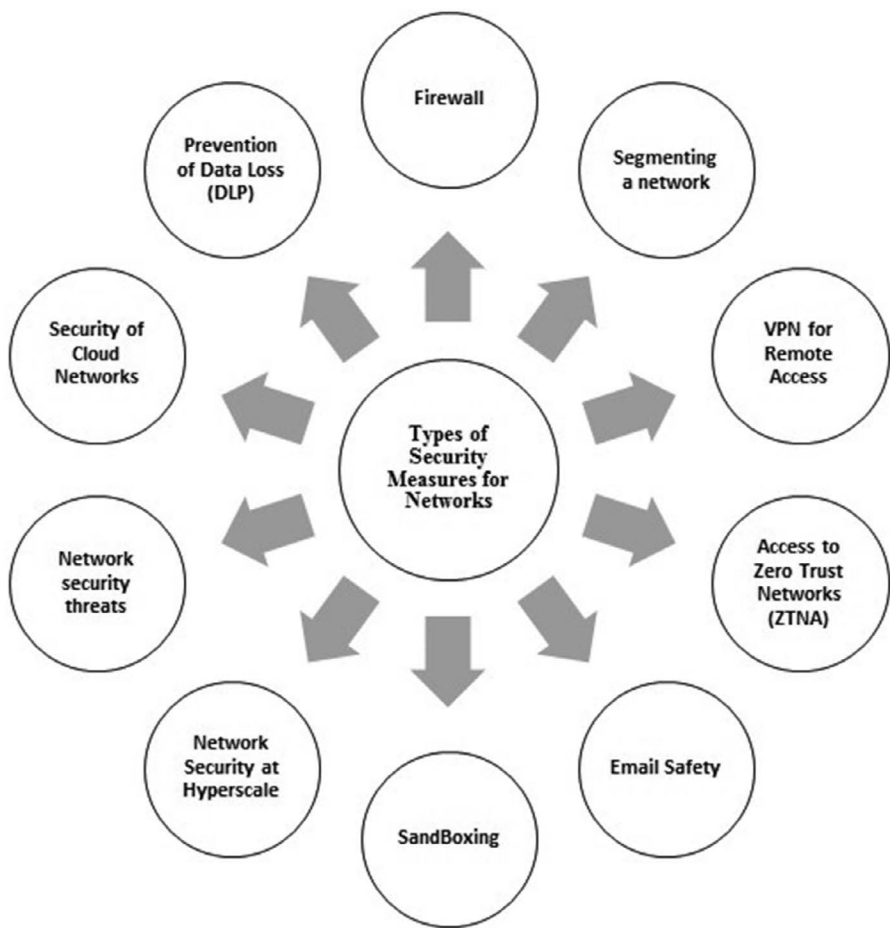 Firewall
Segmenting
a network
VPN for
Remote
Access
Access to
Zero Trust
Networks
(ZTNA)
Email Safety
SandBoxing
Network
Security at
Hyperscale
Network
security
threats
Security of
Cloud
Networks
Prevention
of Data Loss
(DLP)
Types of
Security
Measures for
Networks